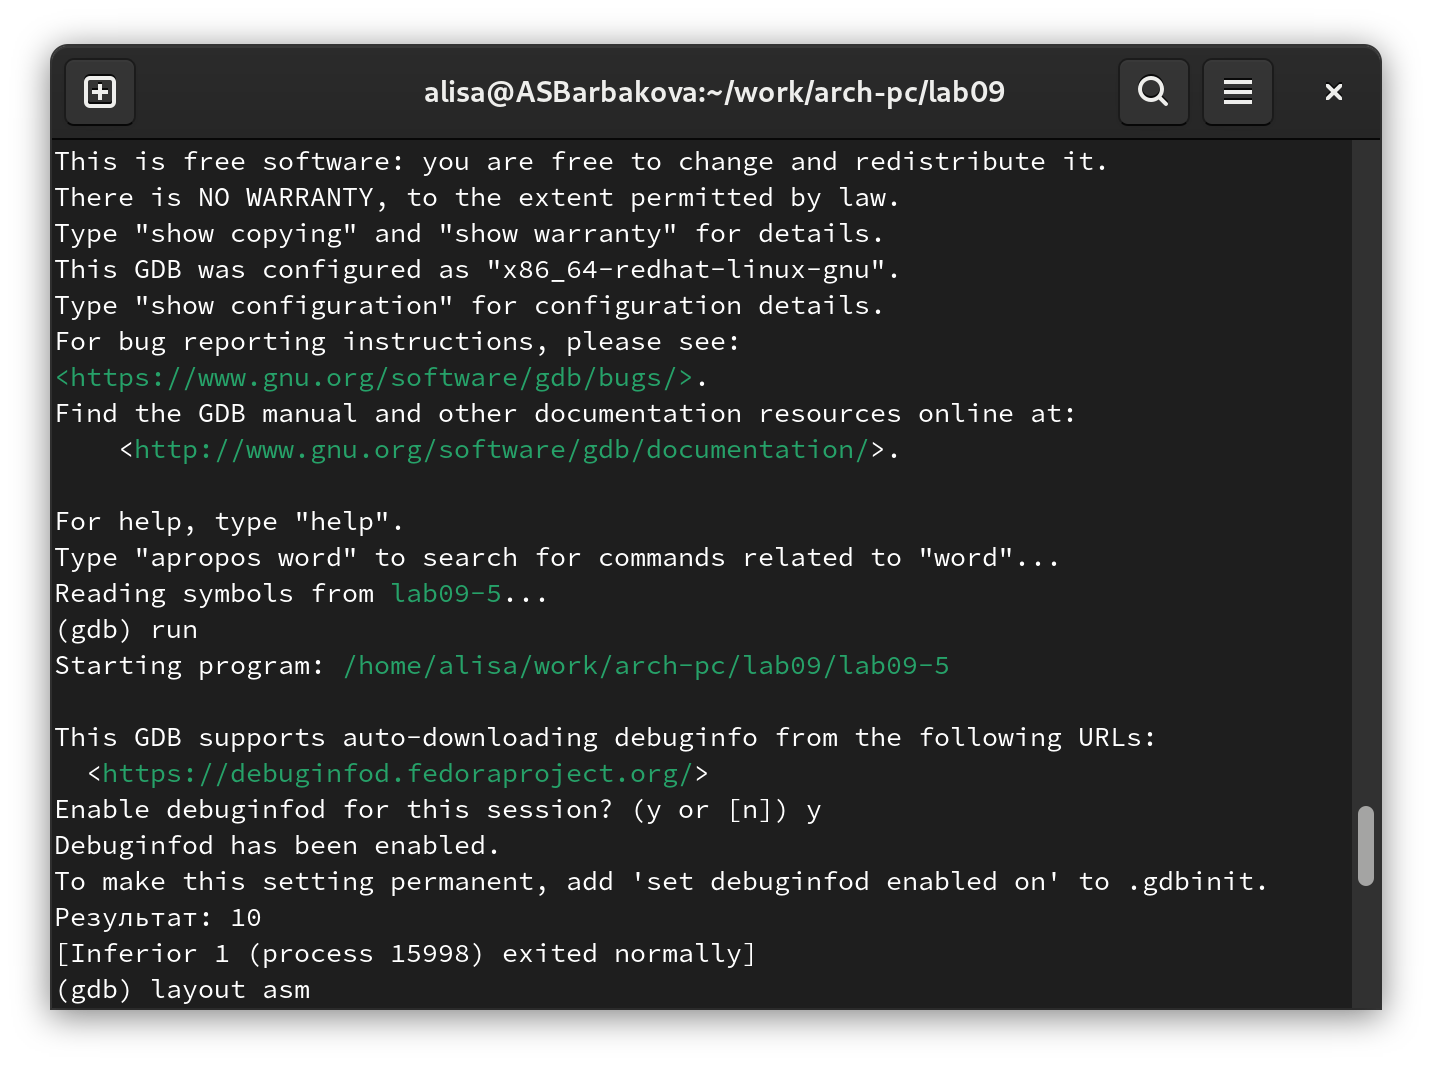 alisa@ASBarbakova:~/work/arch-pc/lab09
This is free software: you are free to change and redistribute it.
There is NO WARRANTY, to the extent permitted by law.
Type "show copying" and "show warranty" for details.
This GDB was configured as "x86_64-redhat-linux-gnu".
Type "show configuration" for configuration details.
For bug reporting instructions, please see:
<https://www.gnu.org/software/gdb/bugs/>.
Find the GDB manual and other documentation resources online at:
    <http://www.gnu.org/software/gdb/documentation/>.

For help, type "help".
Type "apropos word" to search for commands related to "word"...
Reading symbols from lab09-5...
(gdb) run
Starting program: /home/alisa/work/arch-pc/lab09/lab09-5

This GDB supports auto-downloading debuginfo from the following URLs:
  <https://debuginfod.fedoraproject.org/>
Enable debuginfod for this session? (y or [n]) y
Debuginfod has been enabled.
To make this setting permanent, add 'set debuginfod enabled on' to .gdbinit.
Результат: 10
[Inferior 1 (process 15998) exited normally]
(gdb) layout asm